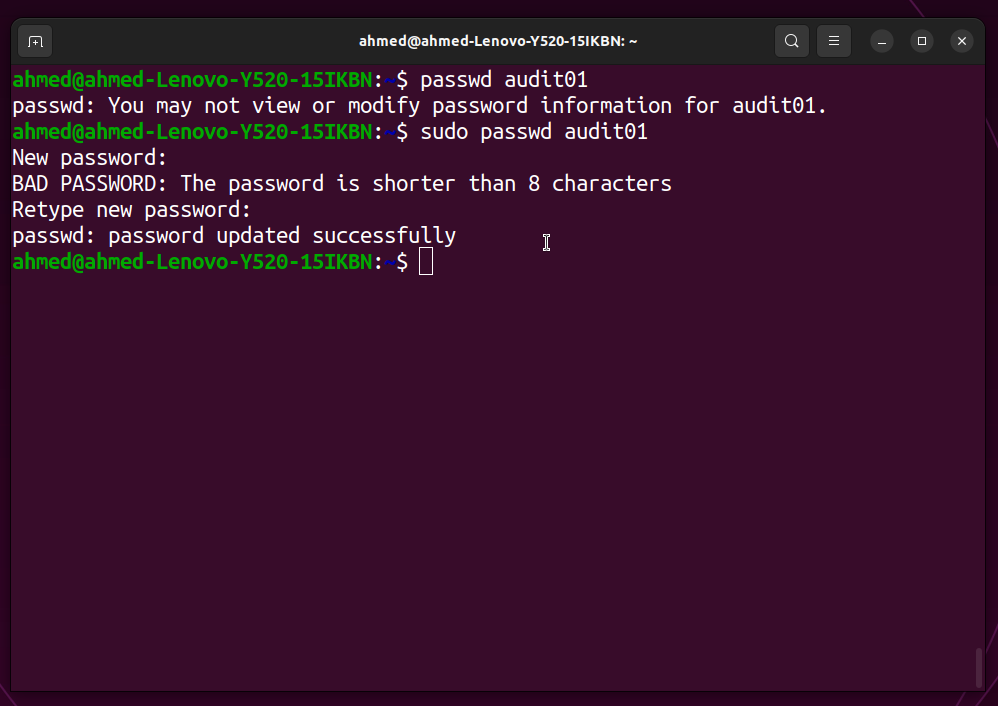 ahmed@ahmed-Lenovo-Y520-15IKBN: ~
ahmed@ahmed-Lenovo-Y520-15IKBN:~$ passwd audit01
passwd: You may not view or modify password information for audit01.
ahmed@ahmed-Lenovo-Y520-15IKBN:~$ sudo passwd audit01
New password:
BAD PASSWORD: The password is shorter than 8 characters
Retype new password:
passwd: password updated successfully
ahmed@ahmed-Lenovo-Y520-15IKBN:~$